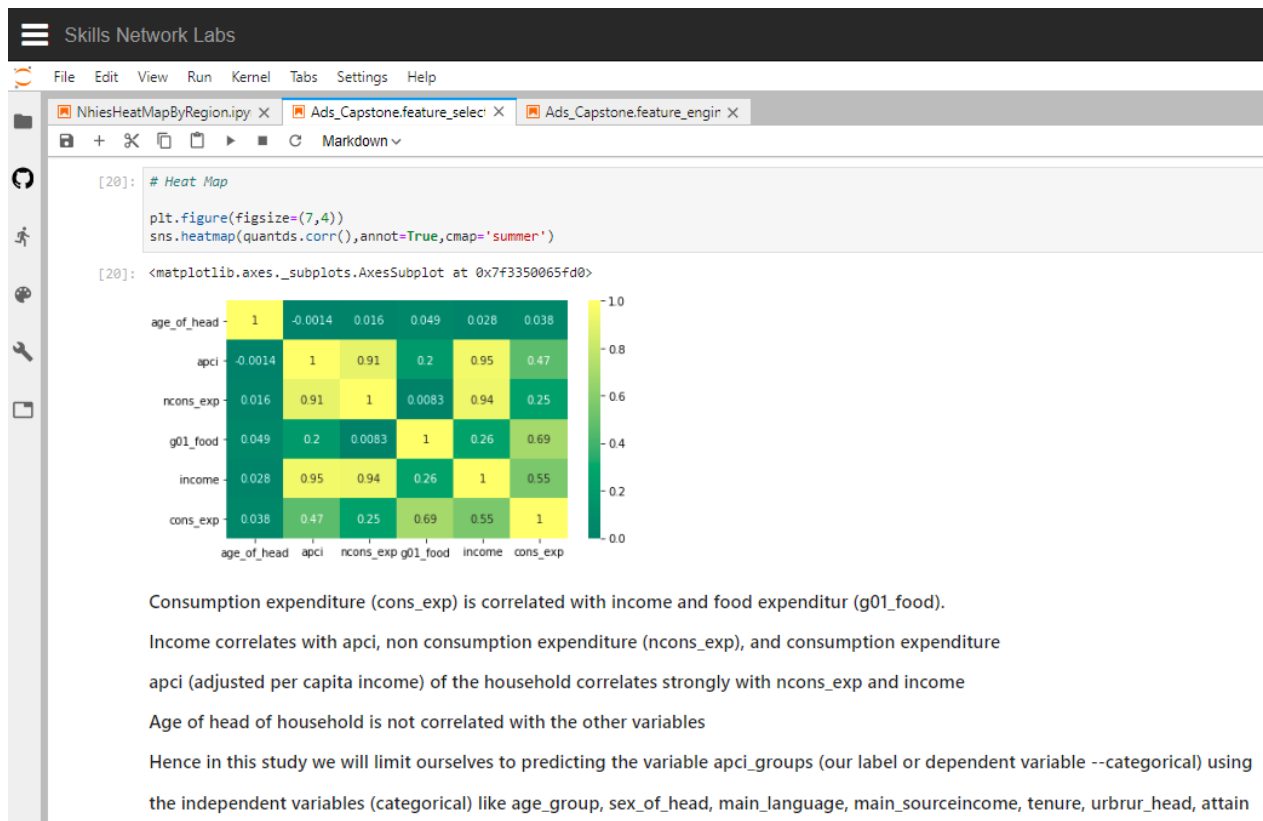 Skills Network Labs
File Edit View Run Kernel Tabs Settings Help
NhiesHeatMapByRegion.ipy Ads_Capstone.feature_selec Ads_Capstone.feature_engir
Markdown
[20]: # Heat Map
plt.figure(figsize=(7,4))
sns.heatmap(quantds.corr(),annot=True,cmap='summer')
[20]: <matplotlib.axes._subplots.AxesSubplot at 0x7f3350065fd0>
1.0
age_of_head 1 -0.0014 0.016 0.049 0.028 0.038
0.8
apci -0.0014 1 0.91 0.2 0.95 0.47
ncons_exp 0.016 0.91 1 0.0083 0.94 0.25
0.6
g01_food 0.049 0.2 0.0083 1 0.26 0.69
0.4
income 0.028 0.95 0.94 0.26 1 0.55
0.2
cons_exp 0.038 0.47 0.25 0.69 0.55 1
0.0
age_of_head apci ncons_exp g01_food income cons_exp
Consumption expenditure (cons_exp) is correlated with income and food expenditur (g01_food).
Income correlates with apci, non consumption expenditure (ncons_exp), and consumption expenditure
apci (adjusted per capita income) of the household correlates strongly with ncons_exp and income
Age of head of household is not correlated with the other variables
Hence in this study we will limit ourselves to predicting the variable apci_groups (our label or dependent variable --categorical) using
the independent variables (categorical) like age_group, sex_of_head, main_language, main_sourceincome, tenure, urbrur_head, attain